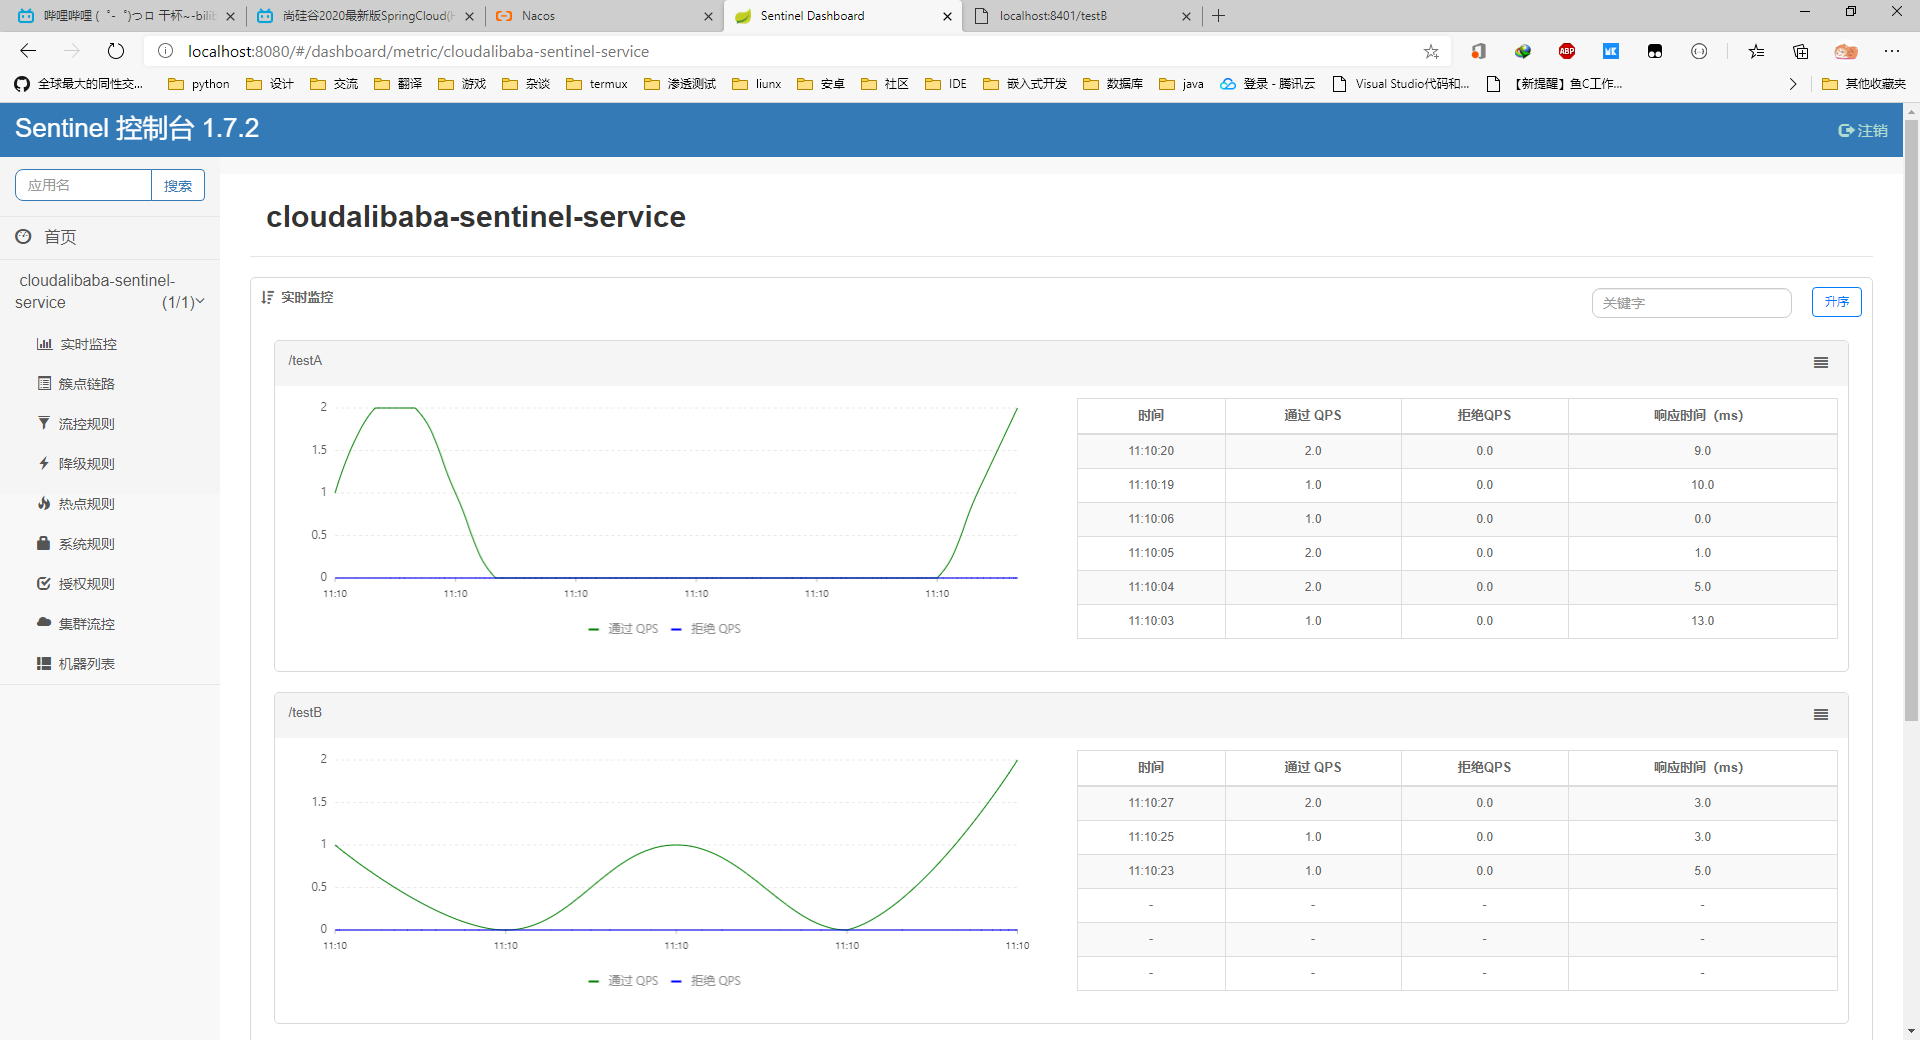 哔哩哔哩 ( ゜- ゜)つロ 干杯~-bilib
尚硅谷2020最新版SpringCloud(H
Nacos
Sentinel Dashboard
localhost:8401/testB
localhost:8080/#/dashboard/metric/cloudalibaba-sentinel-service
全球最大的同性交...
python
设计
交流
翻译
游戏
杂谈
termux
渗透测试
liunx
安卓
社区
IDE
嵌入式开发
数据库
java
登录 - 腾讯云
Visual Studio代码和...
【新提醒】鱼C工作...
其他收藏夹
Sentinel 控制台 1.7.2
注销
应用名
搜索
首页
cloudalibaba-sentinel-
service (1/1)
实时监控
簇点链路
流控规则
降级规则
热点规则
系统规则
授权规则
集群流控
机器列表
cloudalibaba-sentinel-service
实时监控
关键字
升序
/testA
2
1.5
1
0.5
0
11:10 11:10 11:10 11:10 11:10 11:10
通过 QPS 拒绝 QPS
时间 通过 QPS 拒绝QPS 响应时间 (ms)
11:10:20 2.0 0.0 9.0
11:10:19 1.0 0.0 10.0
11:10:06 1.0 0.0 0.0
11:10:05 2.0 0.0 1.0
11:10:04 2.0 0.0 5.0
11:10:03 1.0 0.0 13.0
/testB
2
1.5
1
0.5
0
11:10 11:10 11:10 11:10 11:10
通过 QPS 拒绝 QPS
时间 通过 QPS 拒绝QPS 响应时间 (ms)
11:10:27 2.0 0.0 3.0
11:10:25 1.0 0.0 3.0
11:10:23 1.0 0.0 5.0
- - - -
- - - -
- - - -